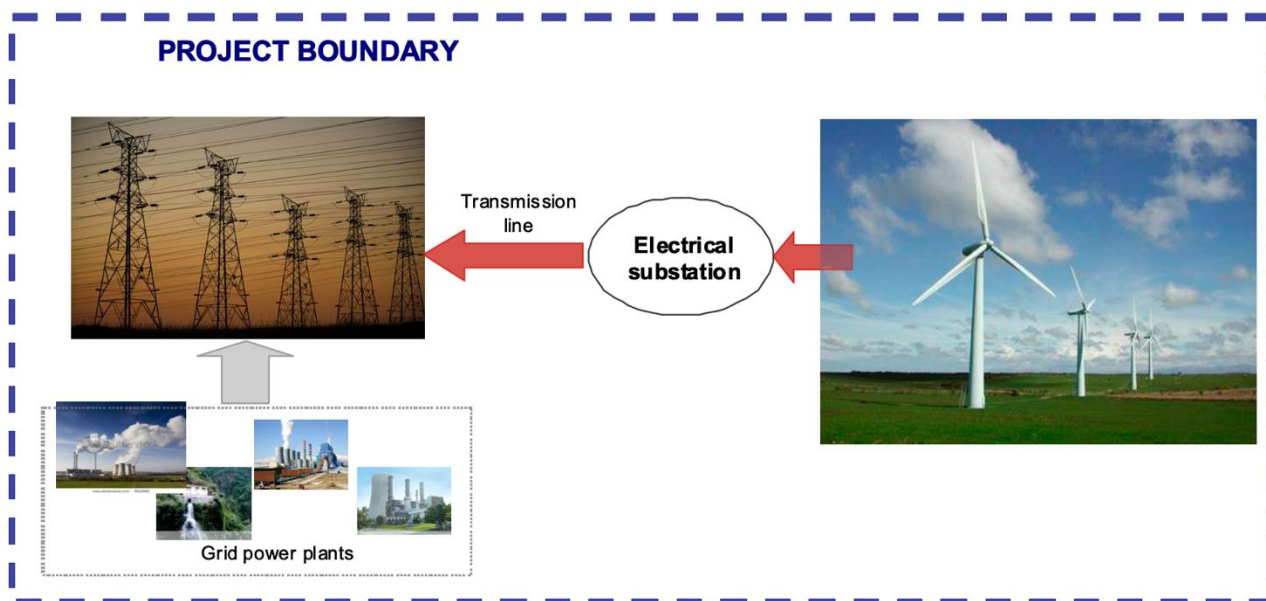 PROJECT BOUNDARY
Transmission
line
Electrical
substation
Grid power plants